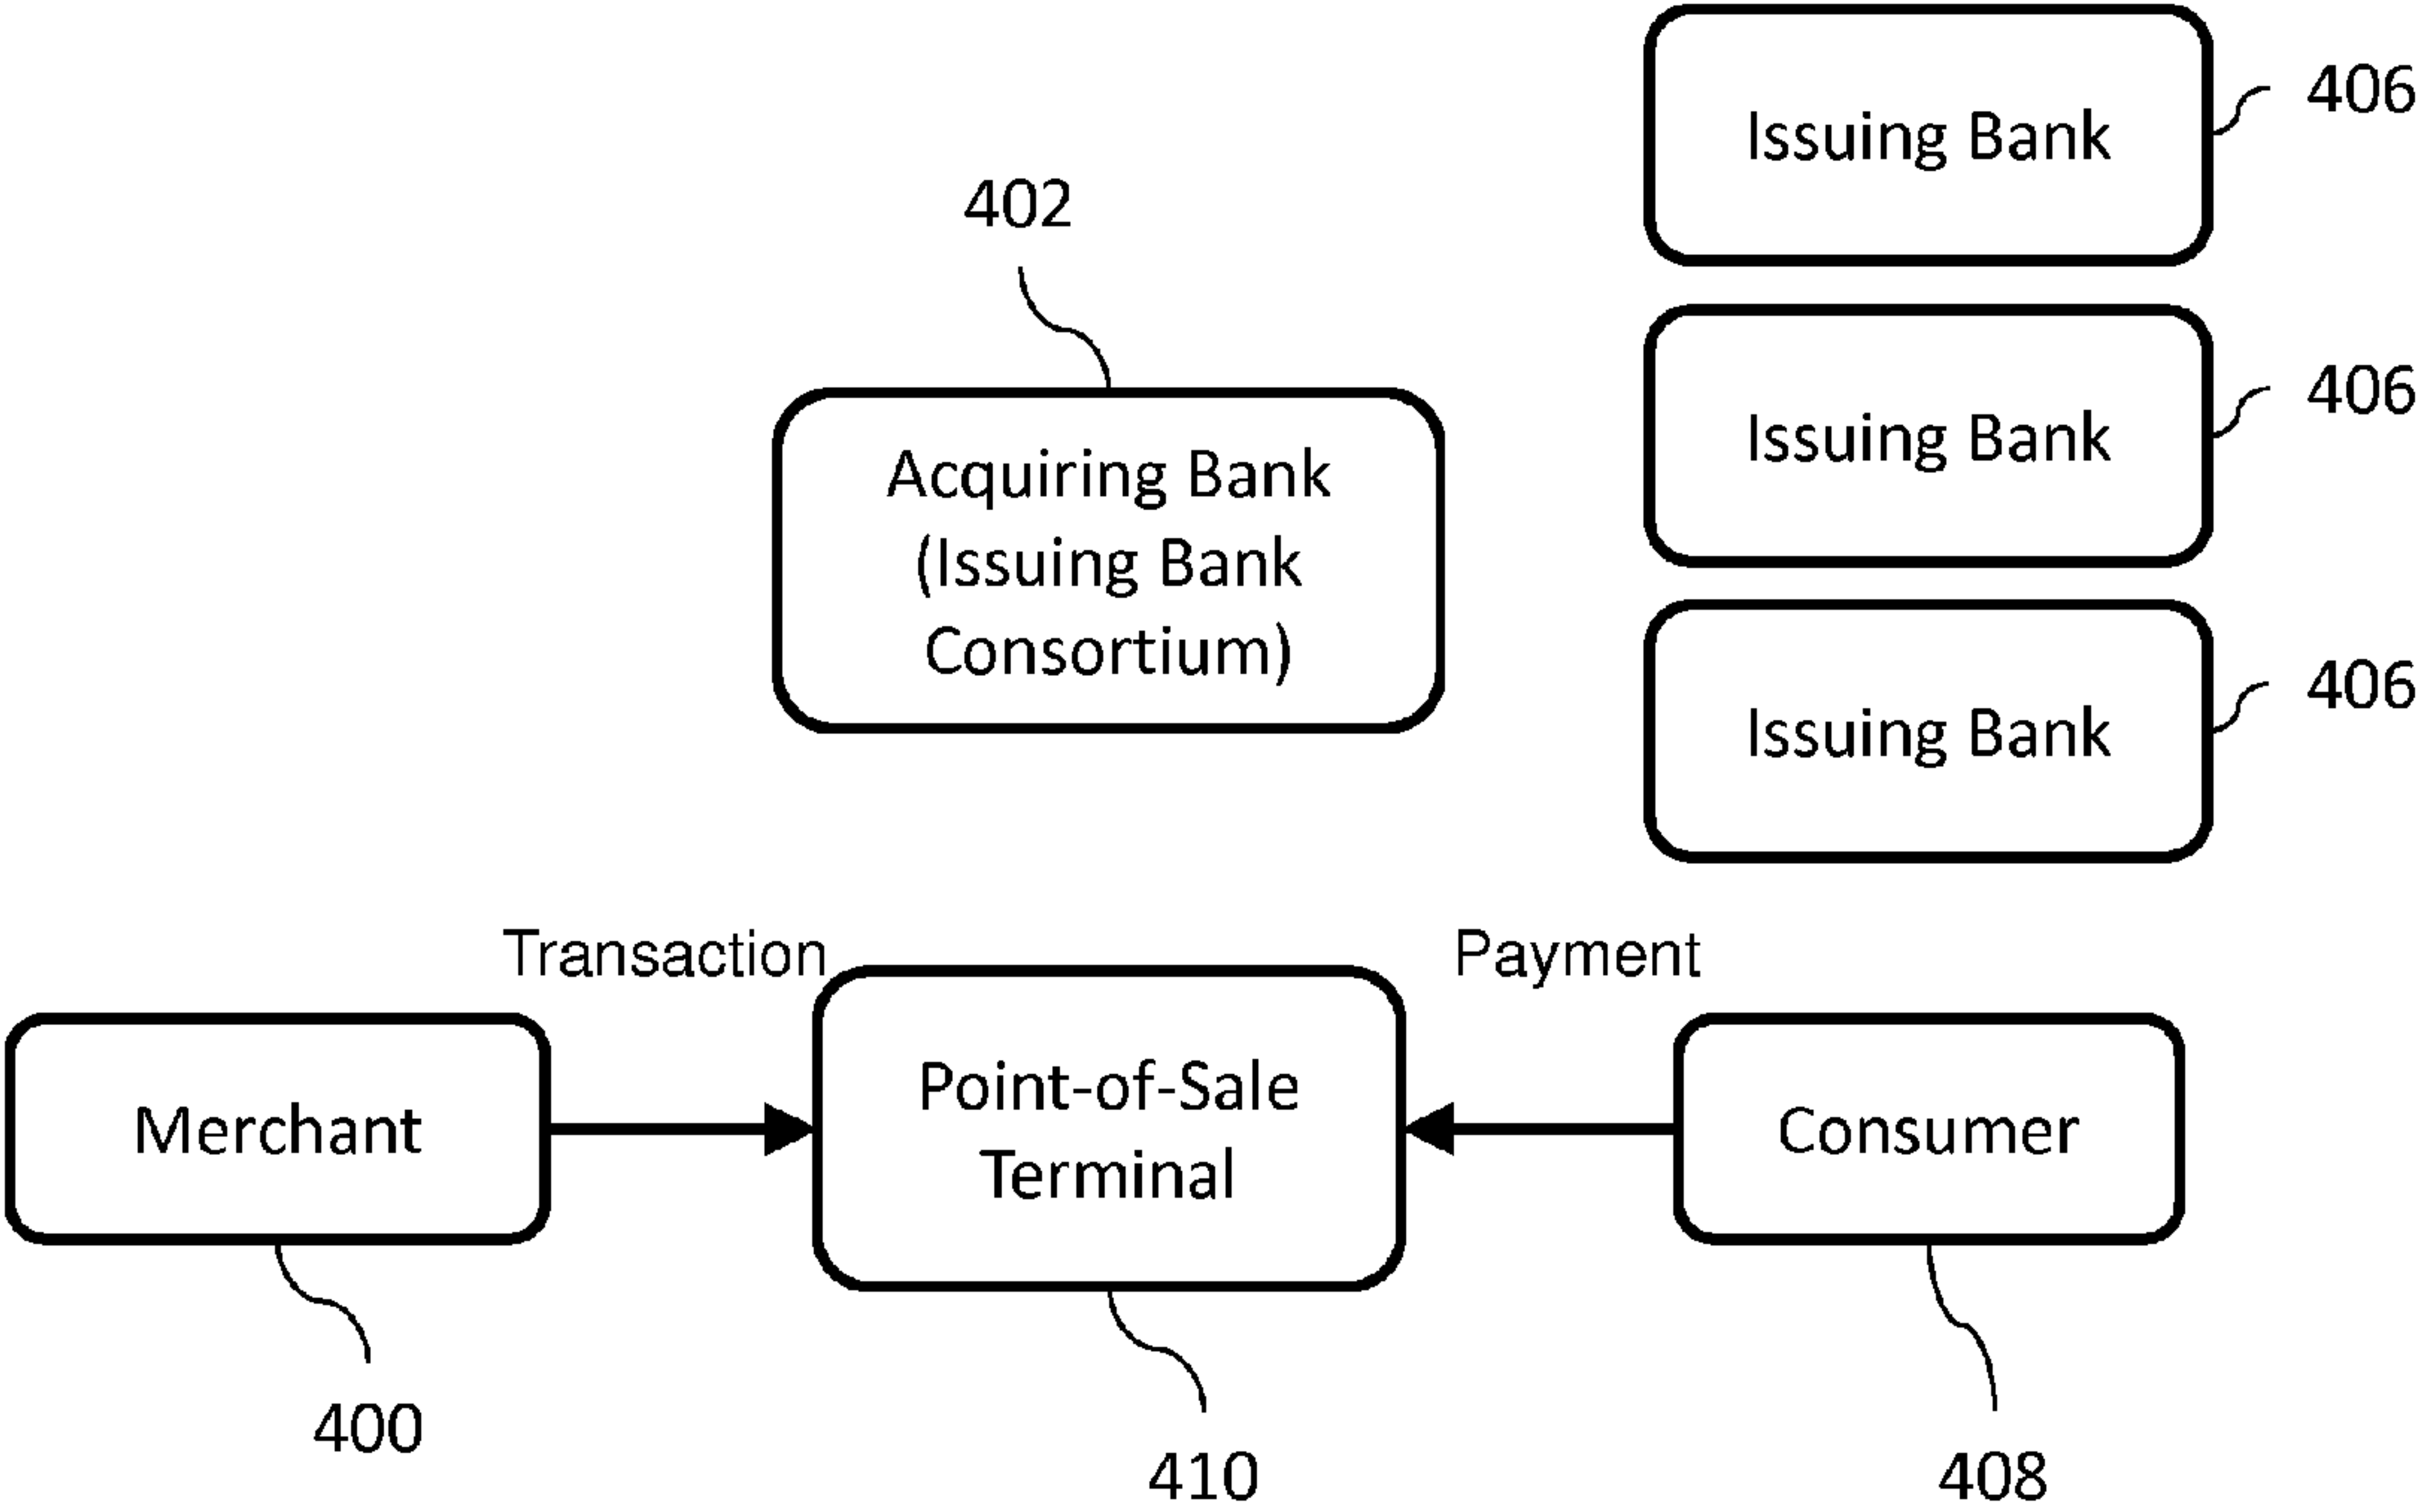 Issuing Bank
406
402
Issuing Bank
406
Acquiring Bank
(Issuing Bank
Consortium)
Issuing Bank
406
Transaction
Payment
Merchant
Point-of-Sale
Terminal
Consumer
400
410
408